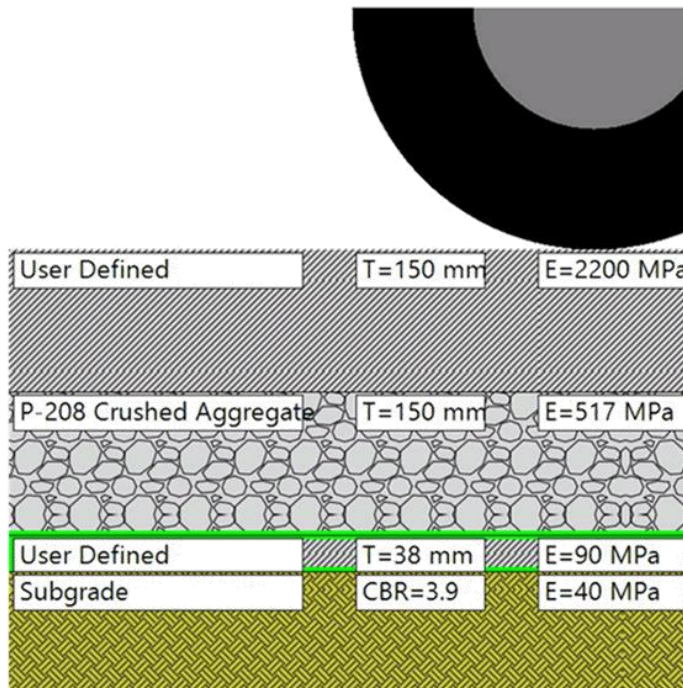 User Defined T=150 mm E=2200 MPa
P-208 Crushed Aggregate T=150 mm E=517 MPa
User Defined T=38 mm E=90 MPa
Subgrade CBR=3.9 E=40 MPa